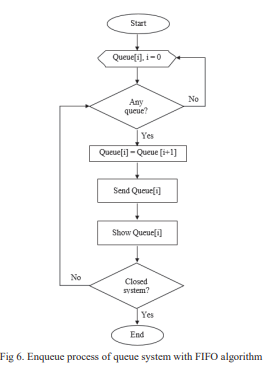 Start
Queue[i], i = 0
Any
queue?
No
Yes
Queue[i] = Queue [i+1]
Send Queue[i]
Show Queue[i]
No
Closed
system?
Yes
End
Fig 6. Enqueue process of queue system with FIFO algorithm